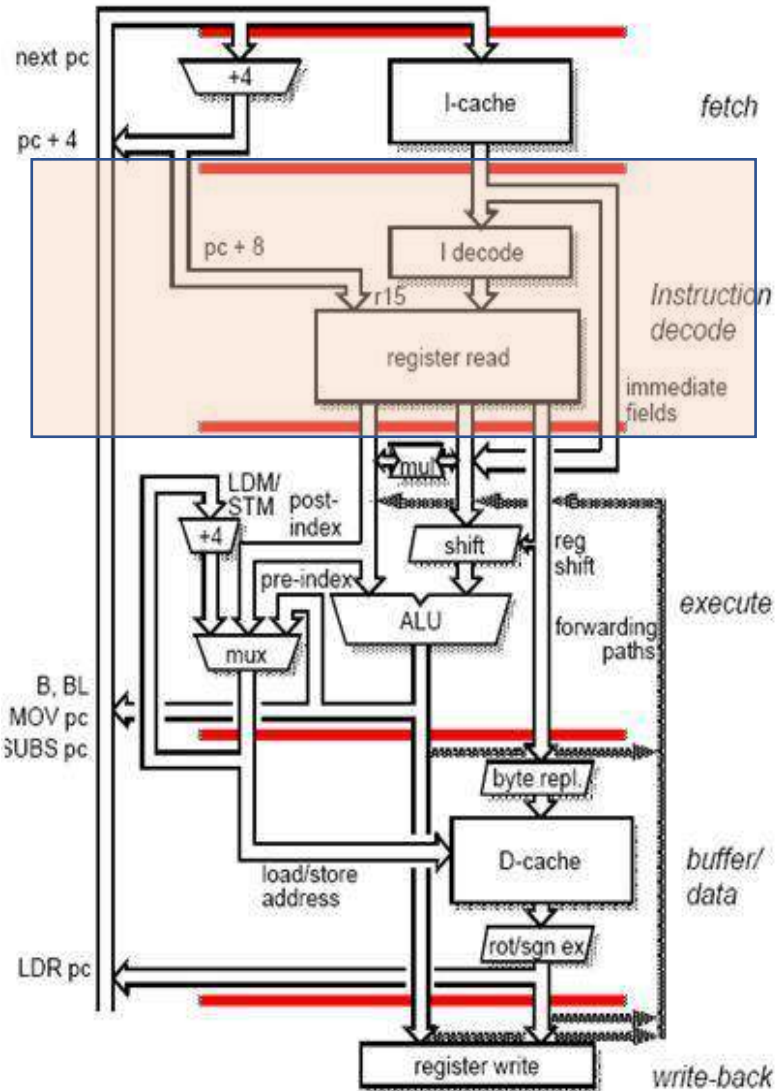 next pc
+4
I-cache
fetch
pc + 4
pc + 8
I decode
r15
Instruction
decode
register read
immediate
fields
mul
LDM/
STM
post-
index
+4
shift
reg
shift
pre-index
execute
ALU
forwarding
paths
mux
B, BL
MOV pc
SUBS pc
byte repl.
D-cache
buffer/
data
load/store
address
rot/sgn ex
LDR pc
register write
write-back